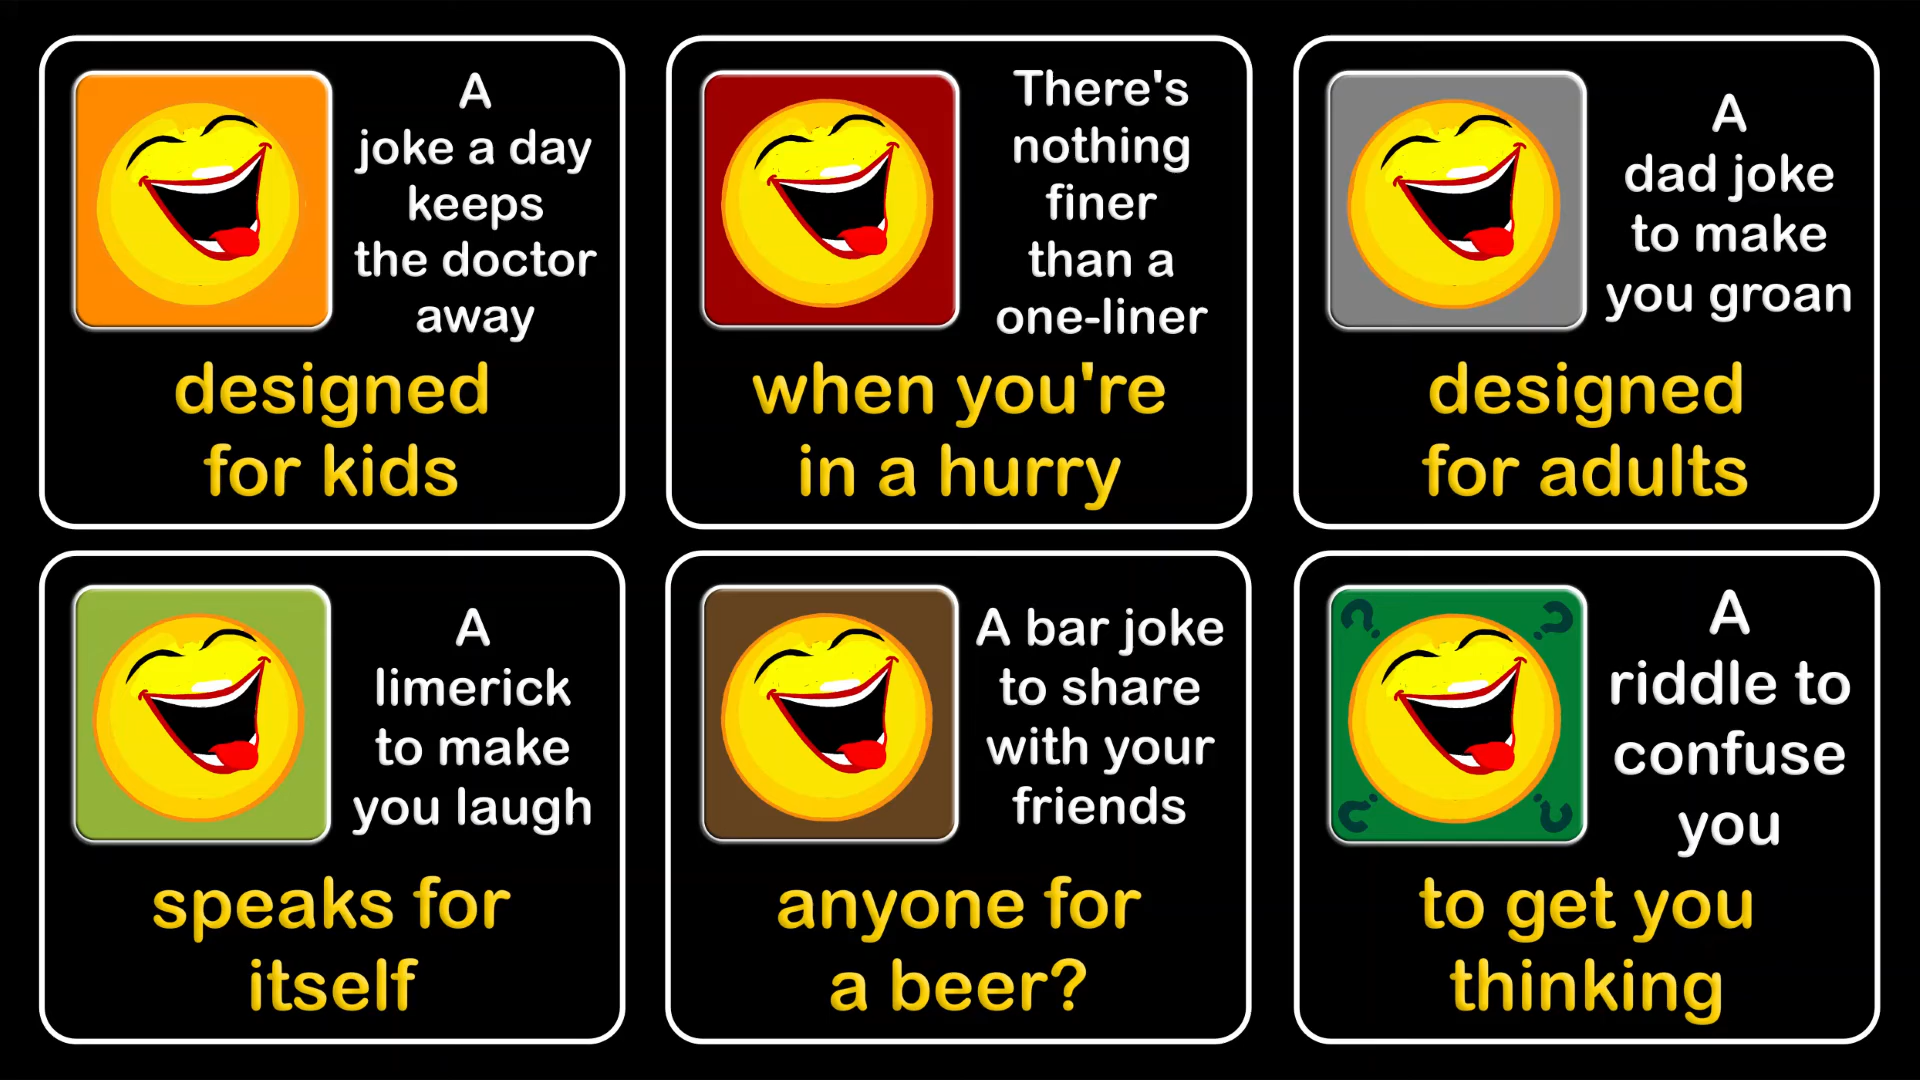 A
joke a day
keeps
the doctor
away
designed
for kids
There's
nothing
finer
than a
one-liner
when you're
in a hurry
A
dad joke
to make
you groan
designed
for adults
A
limerick
to make
you laugh
speaks for
itself
A bar joke
to share
with your
friends
anyone for
a beer?
? ?
? ?
A
riddle to
confuse
you
to get you
thinking